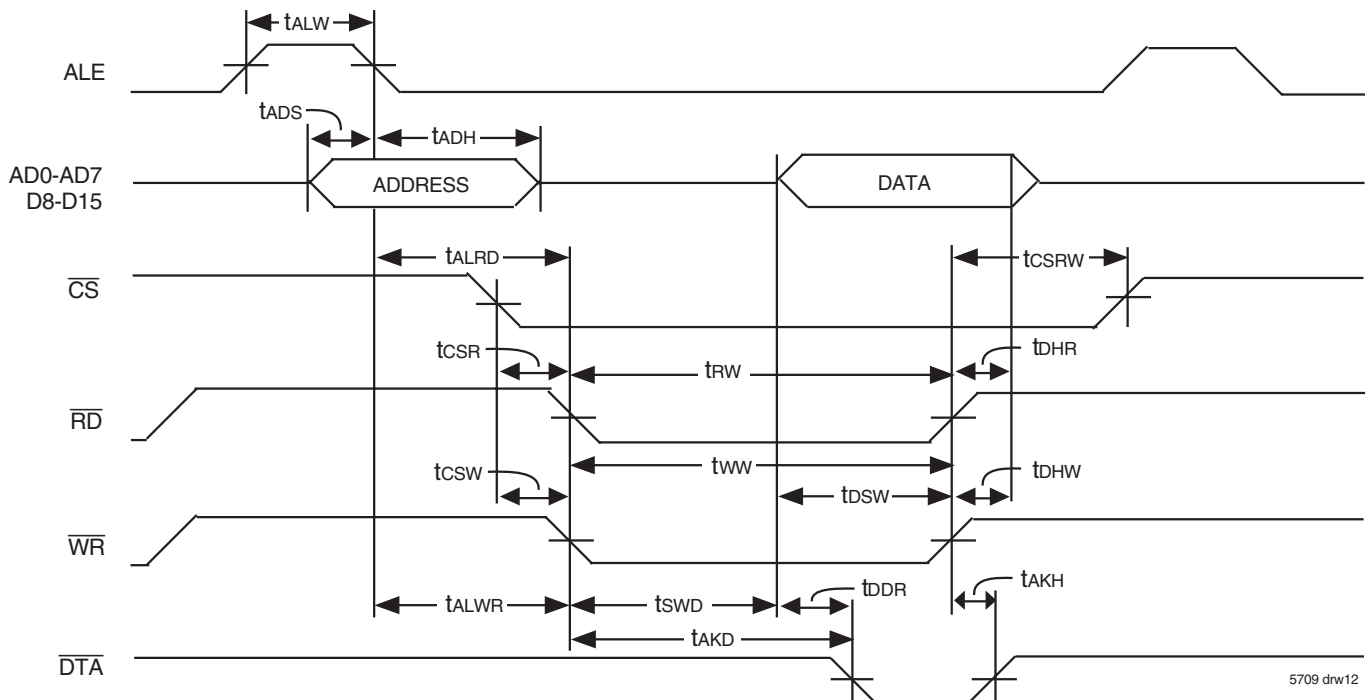 tALW
ALE
tADS
tADH
AD0-AD7
D8-D15
ADDRESS
DATA
tALRD
tCSRW
CS
tCSR
tRW
tDHR
RD
tCSW
tWW
tDHW
tDSW
WR
tALWR
tSWD
tDDR
tAKH
tAKD
DTA
5709 drw12